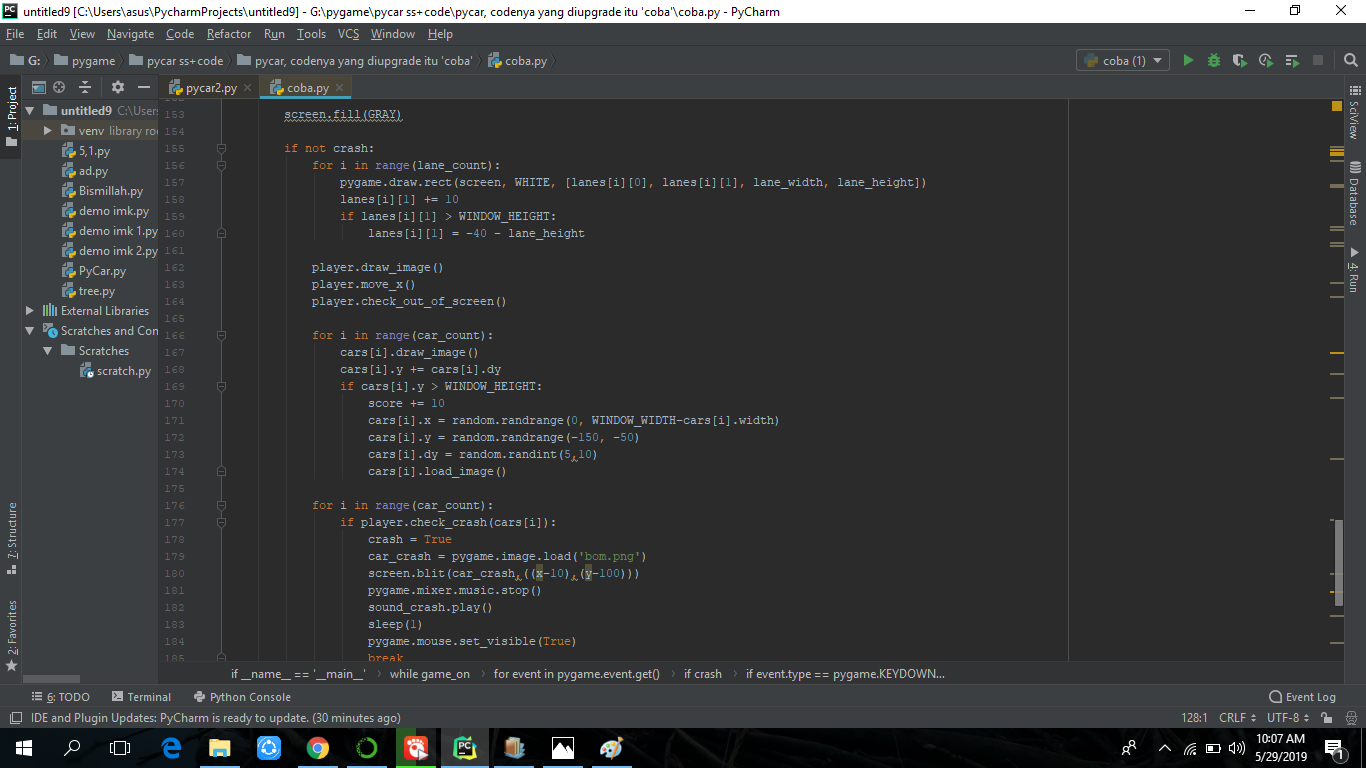 untitled9 [C:\Users\asus\PycharmProjects\untitled9] - G:\pygame\pycar ss+code\pycar, codenya yang diupgrade itu 'coba'\coba.py - PyCharm
File Edit View Navigate Code Refactor Run Tools VCS Window Help
G: pygame pycar ss+code pycar, codenya yang diupgrade itu 'coba' coba.py coba (1)
pycar2.py coba.py
1: Project
untitled9 C:\Users
venv library roo
5,1.py
ad.py
Bismillah.py
demo imk.py
demo imk 1.py
demo imk 2.py
PyCar.py
tree.py
External Libraries
Scratches and Con
Scratches
scratch.py
7: Structure
2: Favorites
153 screen.fill(GRAY)
154
155 if not crash:
156 for i in range(lane_count):
157 pygame.draw.rect(screen, WHITE, [lanes[i][0], lanes[i][1], lane_width, lane_height])
158 lanes[i][1] += 10
159 if lanes[i][1] > WINDOW_HEIGHT:
160 lanes[i][1] = -40 - lane_height
161
162 player.draw_image()
163 player.move_x()
164 player.check_out_of_screen()
165
166 for i in range(car_count):
167 cars[i].draw_image()
168 cars[i].y += cars[i].dy
169 if cars[i].y > WINDOW_HEIGHT:
170 score += 10
171 cars[i].x = random.randrange(0, WINDOW_WIDTH-cars[i].width)
172 cars[i].y = random.randrange(-150, -50)
173 cars[i].dy = random.randint(5,10)
174 cars[i].load_image()
175
176 for i in range(car_count):
177 if player.check_crash(cars[i]):
178 crash = True
179 car_crash = pygame.image.load('bom.png')
180 screen.blit(car_crash,((x-10),(y-100)))
181 pygame.mixer.music.stop()
182 sound_crash.play()
183 sleep(1)
184 pygame.mouse.set_visible(True)
185 break
SciView
Database
4: Run
if __name__ == '__main__' while game_on for event in pygame.event.get() if crash if event.type == pygame.KEYDOWN...
6: TODO Terminal Python Console Event Log
IDE and Plugin Updates: PyCharm is ready to update. (30 minutes ago) 128:1 CRLF UTF-8
10:07 AM
5/29/2019
1